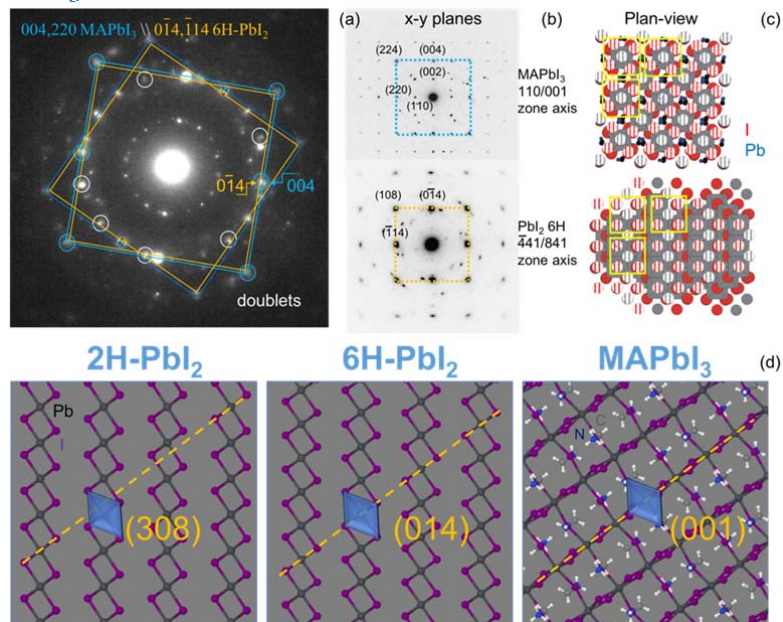 004,220 MAPbI₃ \\ 01̄4,1̄14 6H-PbI₂
01̄4
004
doublets
(a)
x-y planes
(224)
(004)
(002)
(220)
(110)
MAPbI₃
110/001
zone axis
(108)
(01̄4)
(1̄14)
PbI₂ 6H
4̄41/841
zone axis
(b)
Plan-view
(c)
I
Pb
2H-PbI₂
6H-PbI₂
MAPbI₃
(d)
Pb
I
(308)
(014)
C
N
(001)